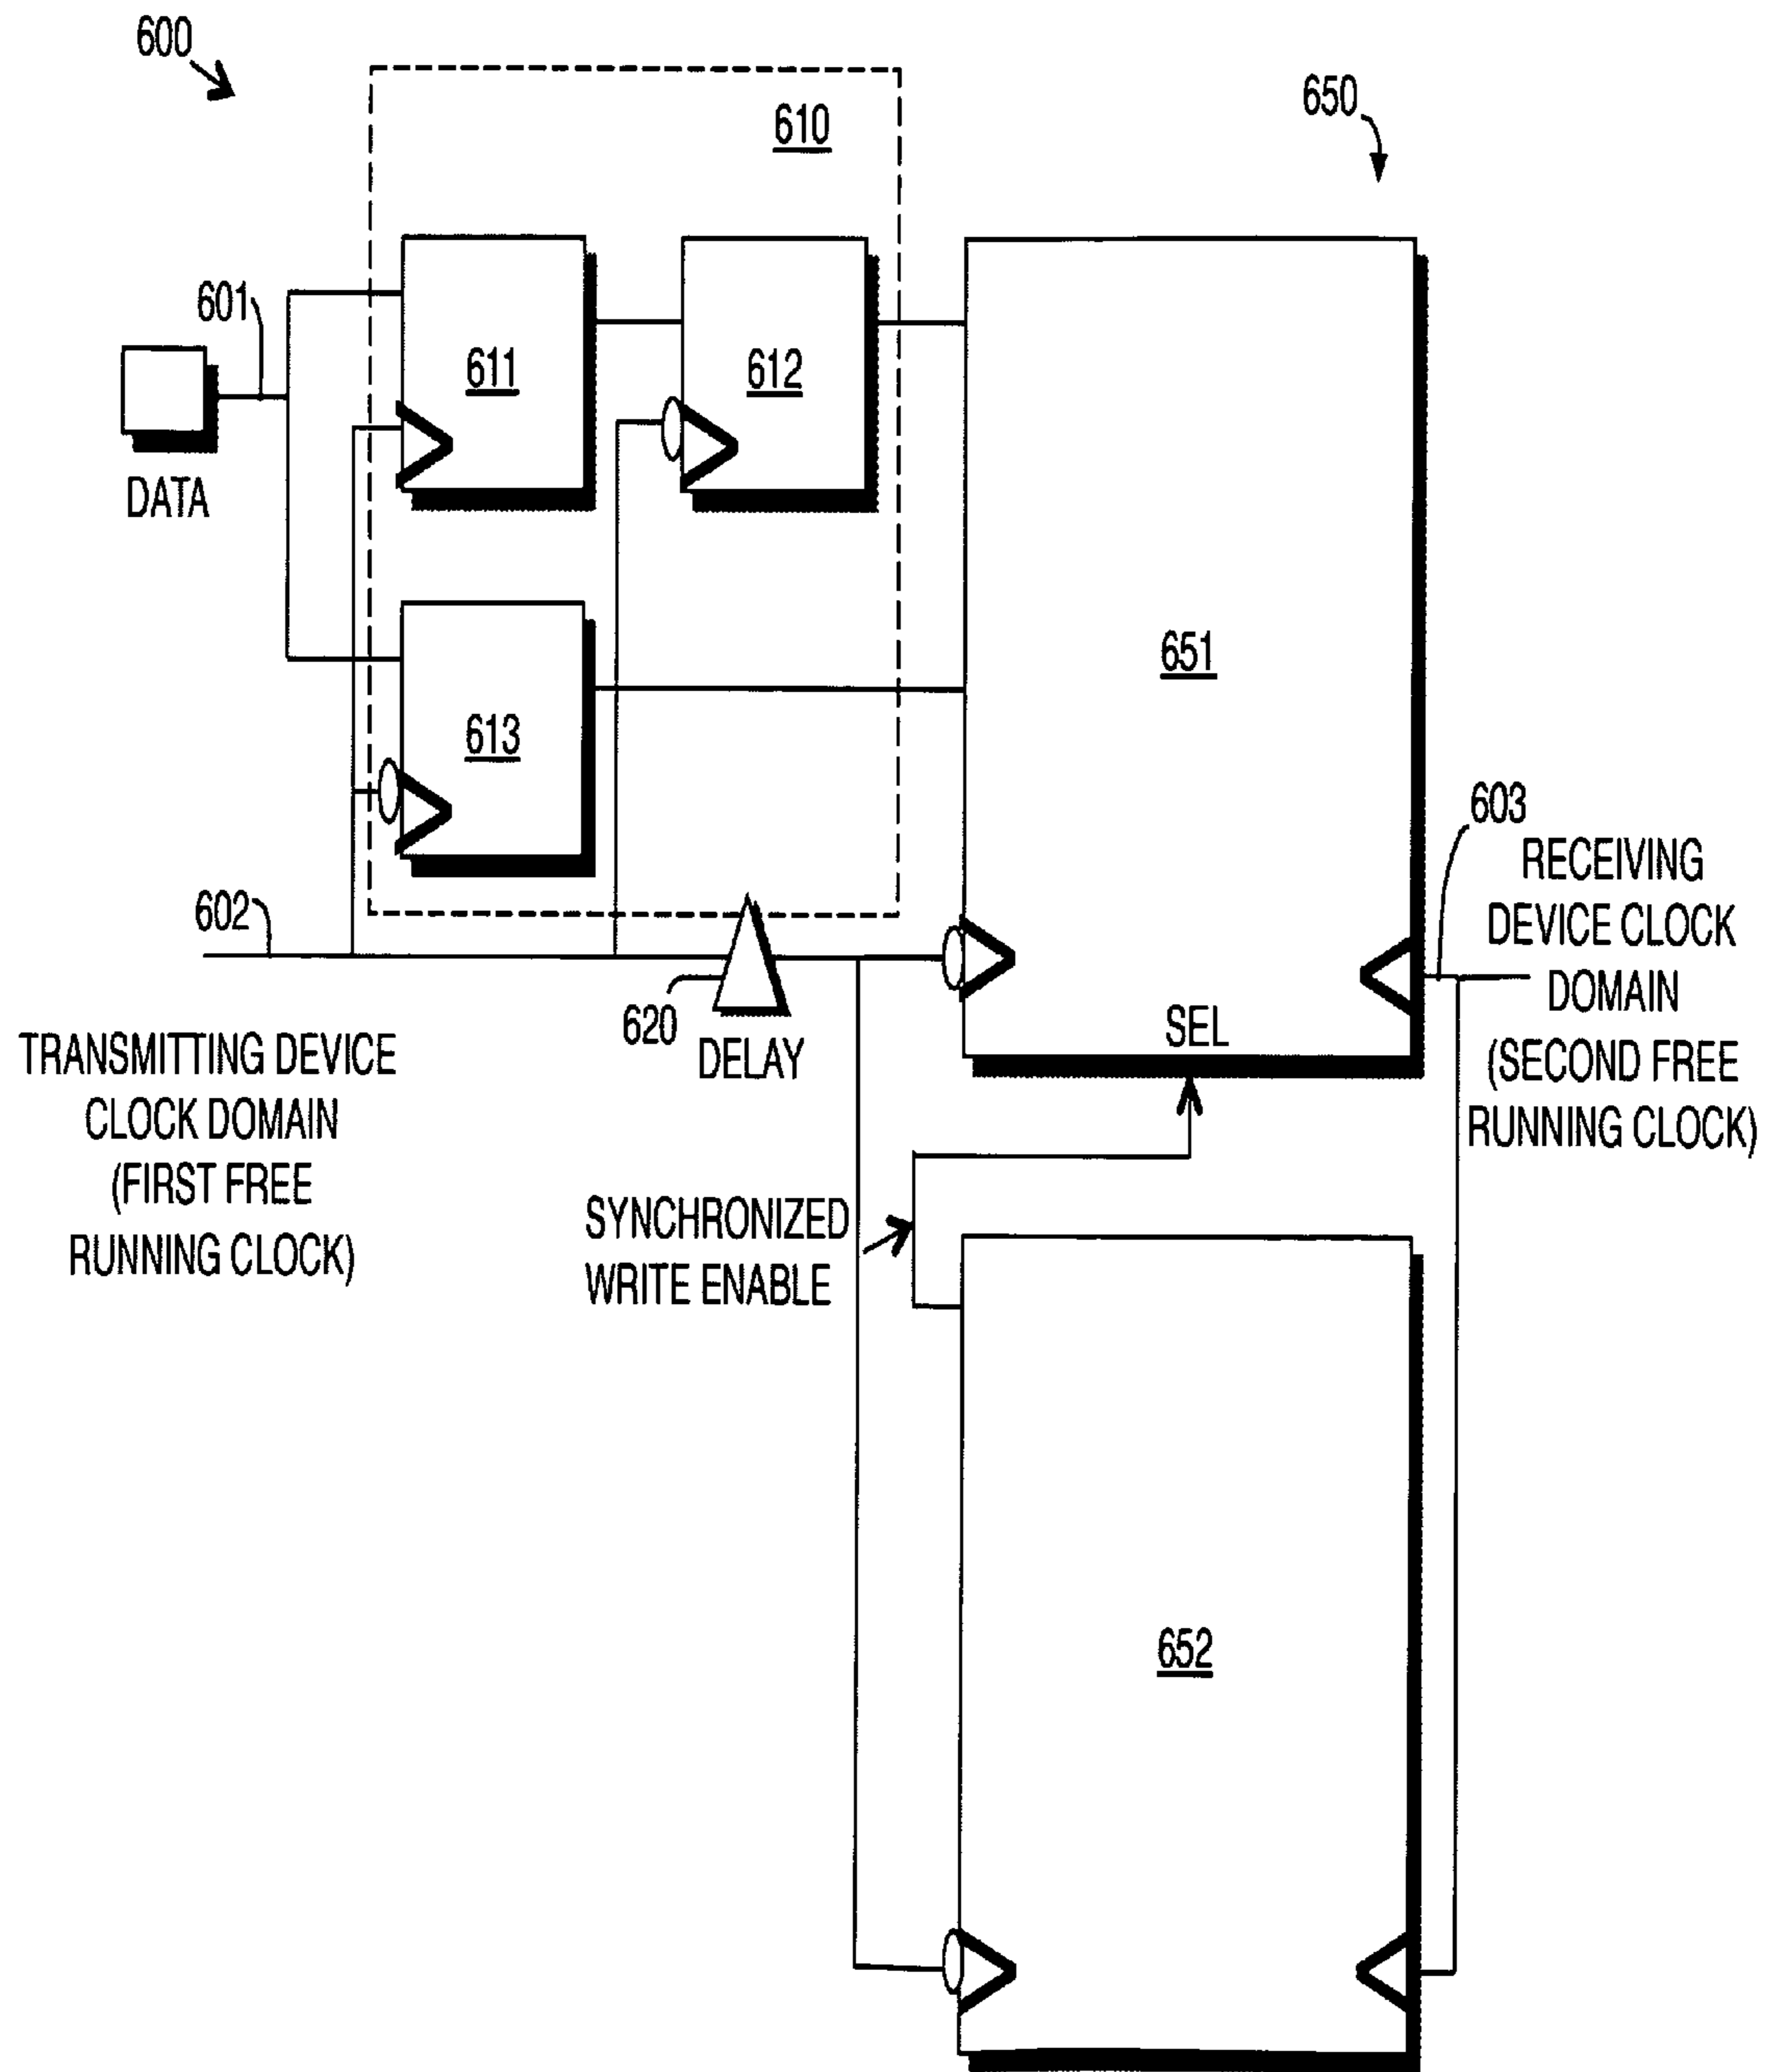 600
610
650
601
611
612
DATA
651
613
603
RECEIVING
DEVICE CLOCK
DOMAIN
(SECOND FREE
RUNNING CLOCK)
602
620
DELAY
SEL
TRANSMITTING DEVICE
CLOCK DOMAIN
(FIRST FREE
RUNNING CLOCK)
SYNCHRONIZED
WRITE ENABLE
652